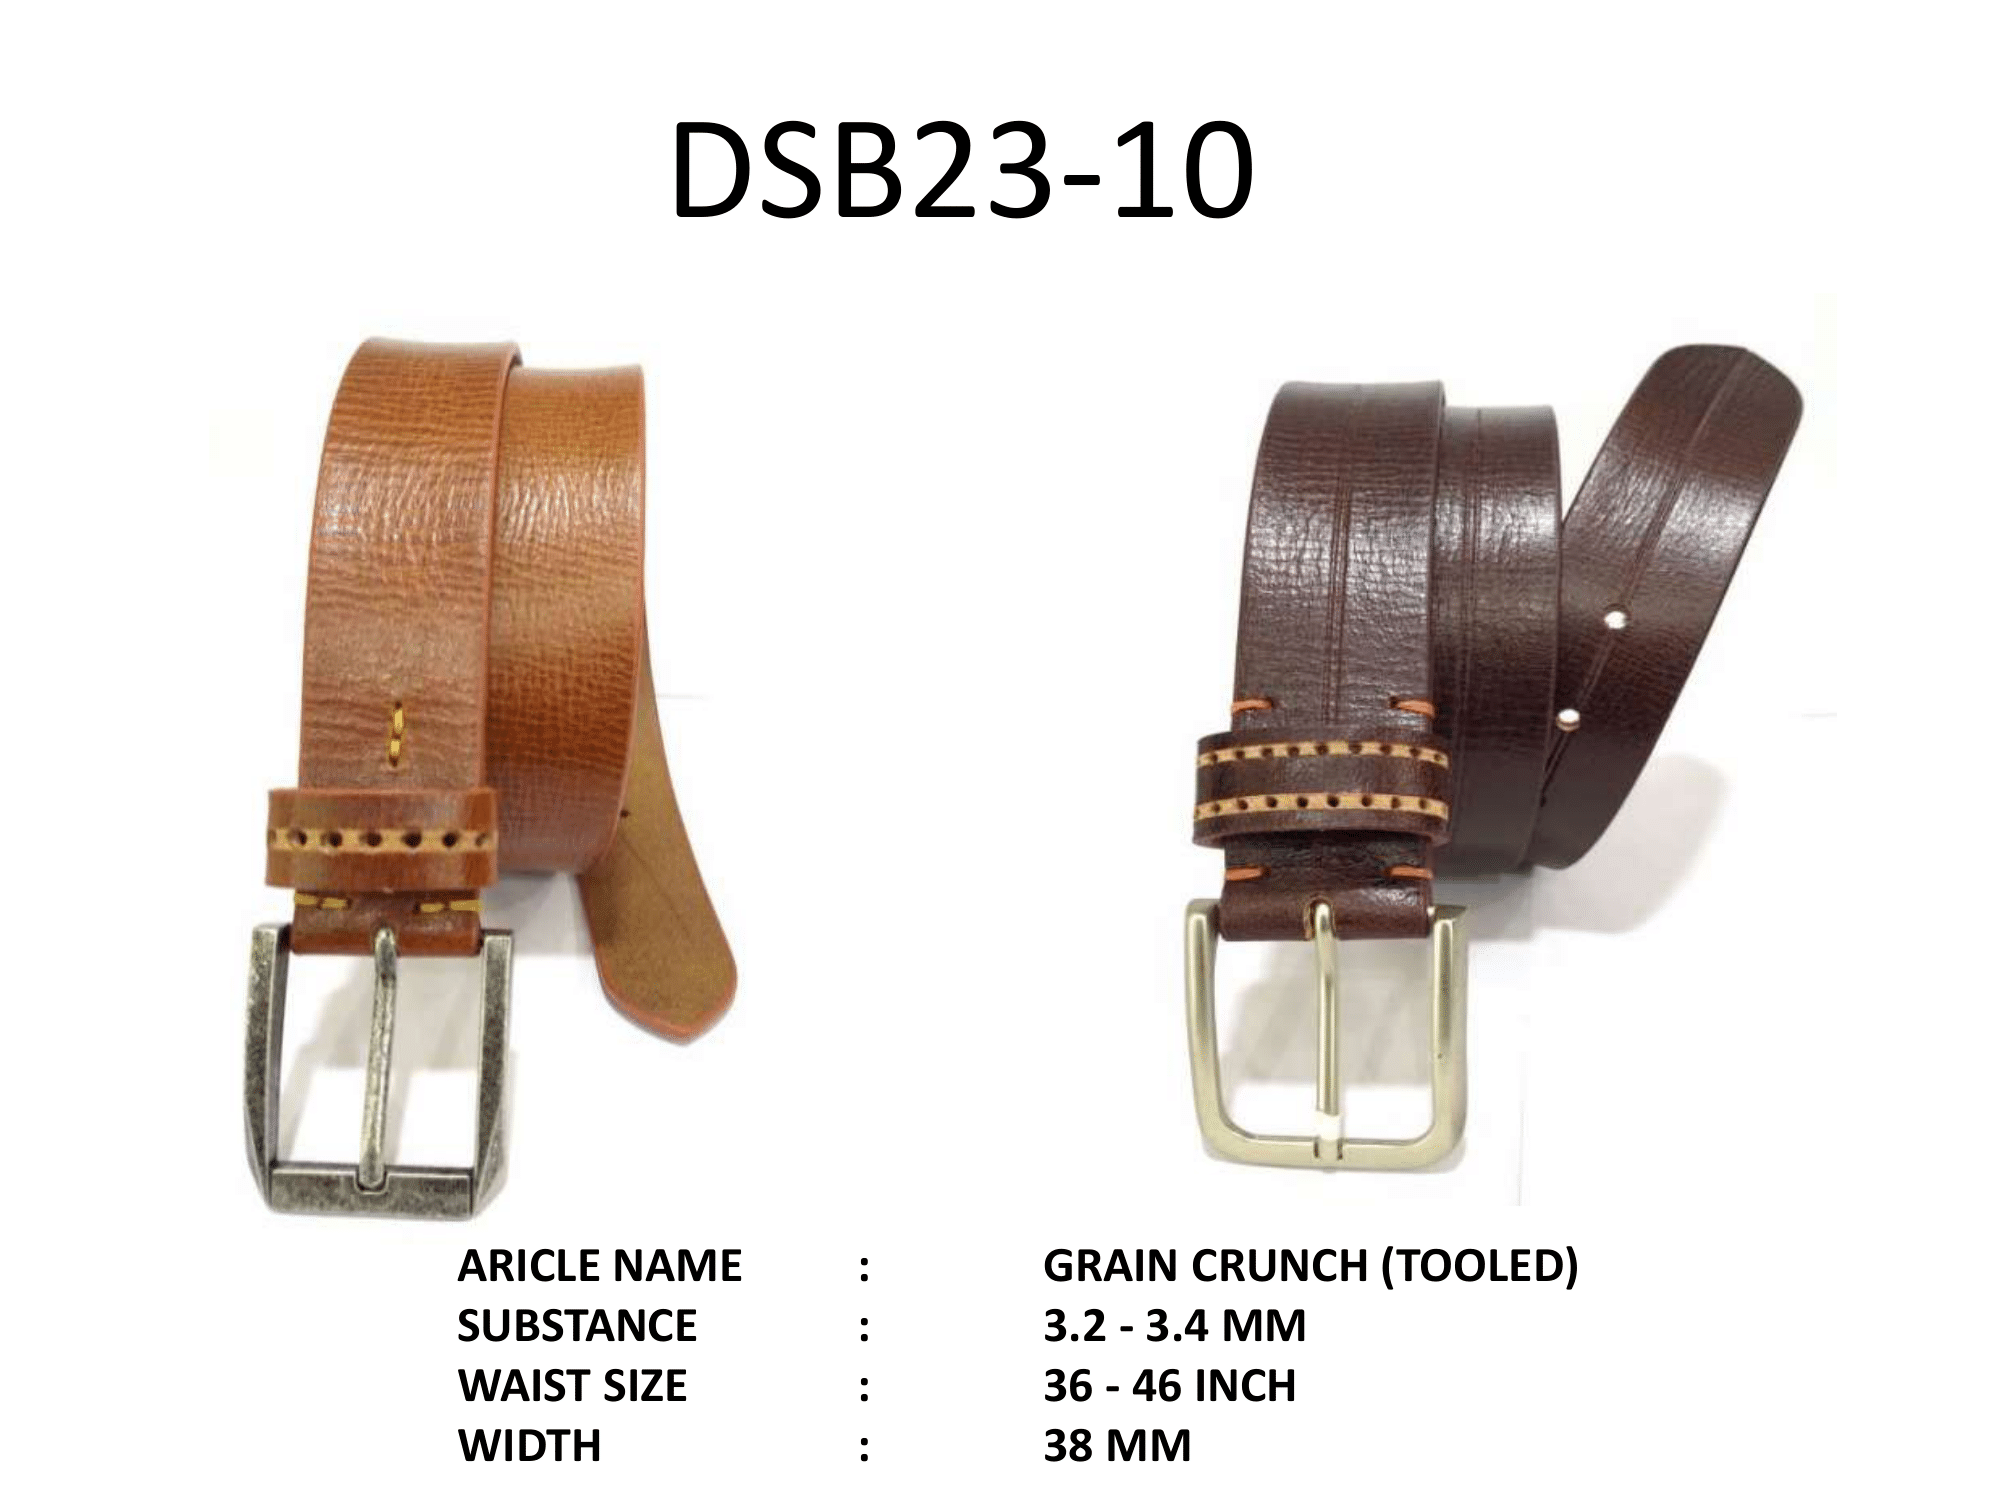 DSB23-10
ARICLE NAME : GRAIN CRUNCH (TOOLED)
SUBSTANCE : 3.2 - 3.4 MM
WAIST SIZE : 36 - 46 INCH
WIDTH : 38 MM